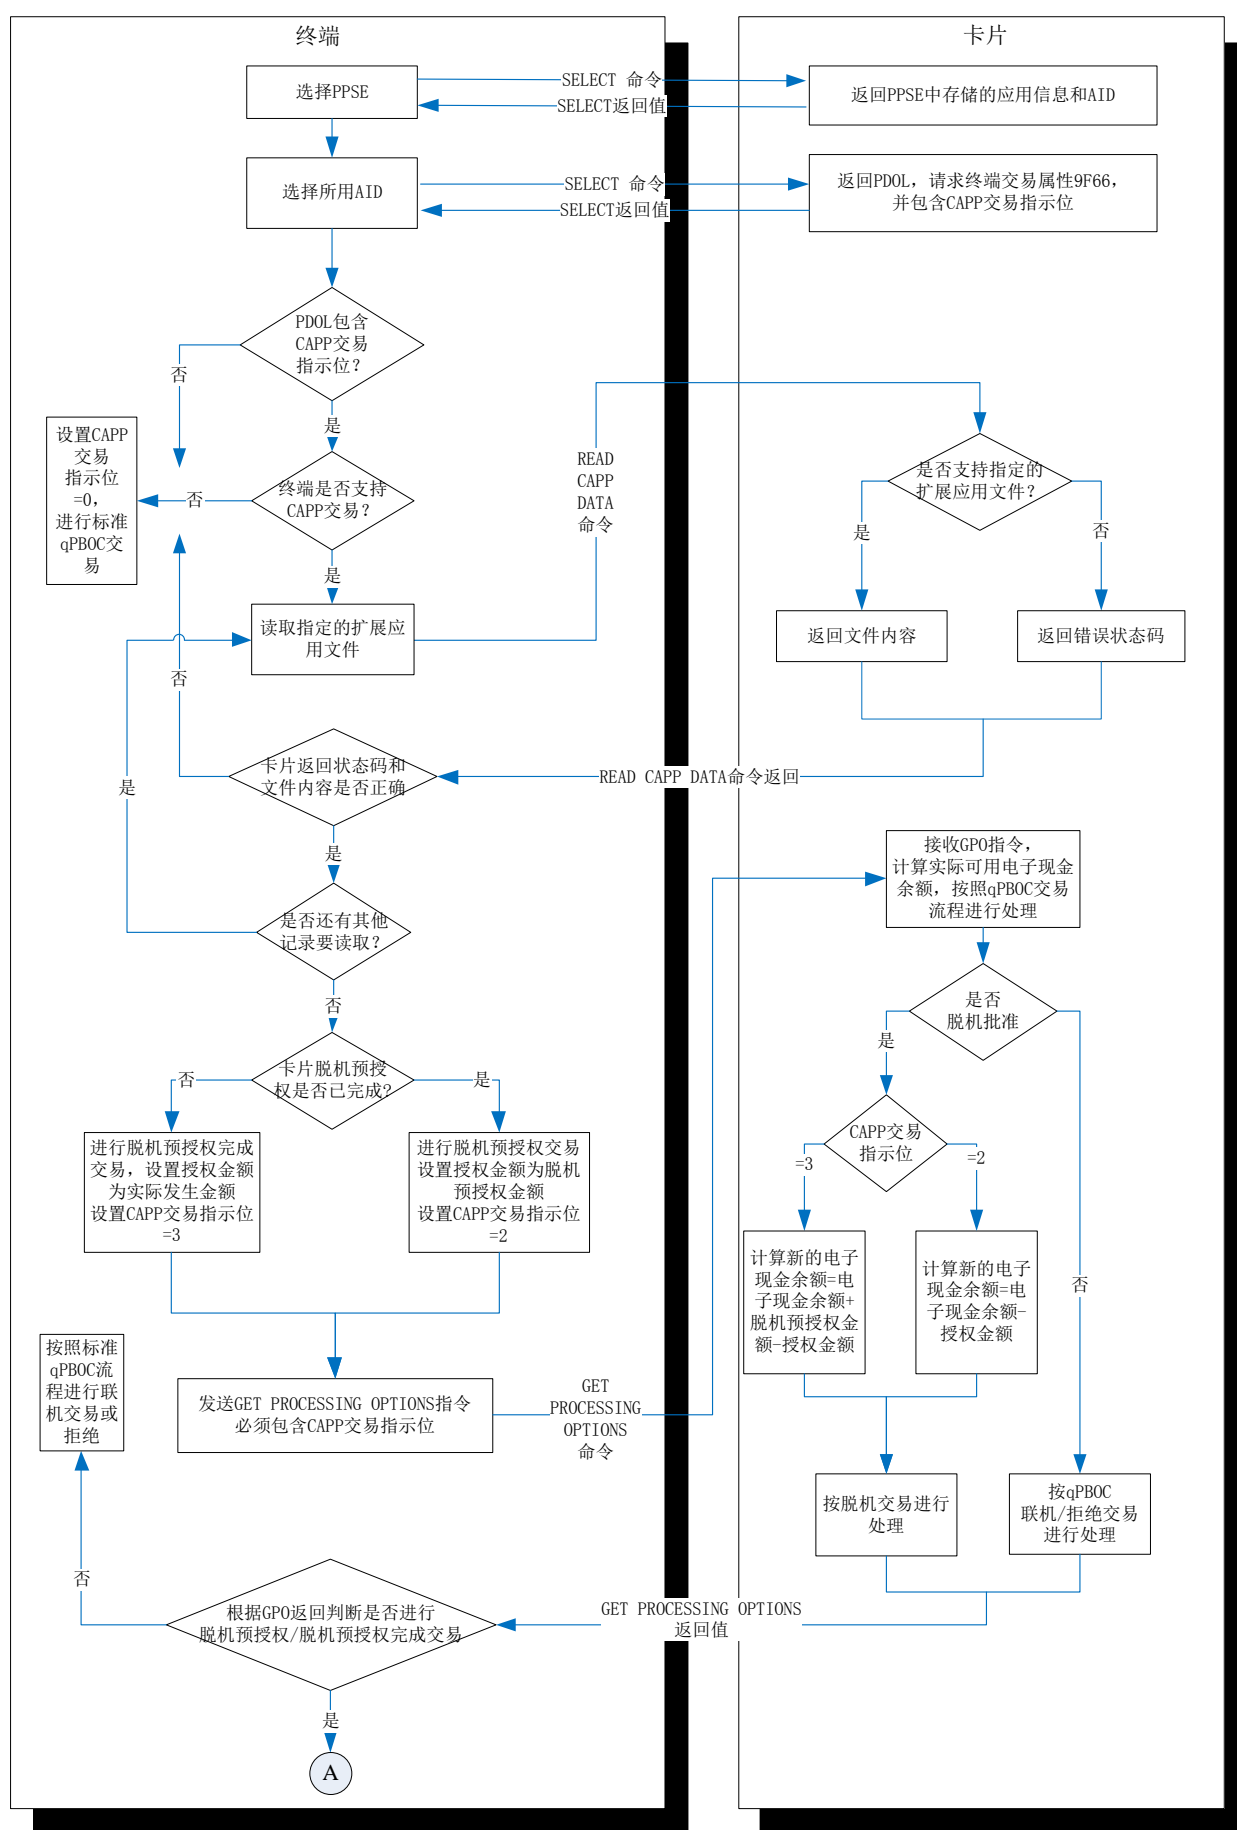 终端
卡片
选择PPSE
SELECT 命令
SELECT返回值
返回PPSE中存储的应用信息和AID
选择所用AID
SELECT 命令
SELECT返回值
返回PDOL，请求终端交易属性9F66，
并包含CAPP交易指示位
PDOL包含
CAPP交易
指示位？
否
是
设置CAPP
交易
指示位
=0，
进行标准
qPBOC交
易
否
终端是否支持
CAPP交易？
是
READ
CAPP
DATA
命令
是否支持指定的
扩展应用文件？
是
否
读取指定的扩展应
用文件
返回文件内容
返回错误状态码
否
卡片返回状态码和
文件内容是否正确
READ CAPP DATA命令返回
是
是
是否还有其他
记录要读取？
否
接收GPO指令，
计算实际可用电子现金
余额，按照qPBOC交易
流程进行处理
是否
脱机批准
是
否
卡片脱机预授
权是否已完成？
否
是
进行脱机预授权完成
交易，设置授权金额
为实际发生金额
设置CAPP交易指示位
=3
进行脱机预授权交易
设置授权金额为脱机
预授权金额
设置CAPP交易指示位
=2
CAPP交易
指示位
=3
=2
计算新的电子
现金余额=电
子现金余额+
脱机预授权金
额-授权金额
计算新的电子
现金余额=电
子现金余额-
授权金额
按照标准
qPBOC流
程进行联
机交易或
拒绝
发送GET PROCESSING OPTIONS指令
必须包含CAPP交易指示位
GET
PROCESSING
OPTIONS
命令
按脱机交易进行
处理
按qPBOC
联机/拒绝交易
进行处理
否
根据GPO返回判断是否进行
脱机预授权/脱机预授权完成交易
GET PROCESSING OPTIONS
返回值
是
A